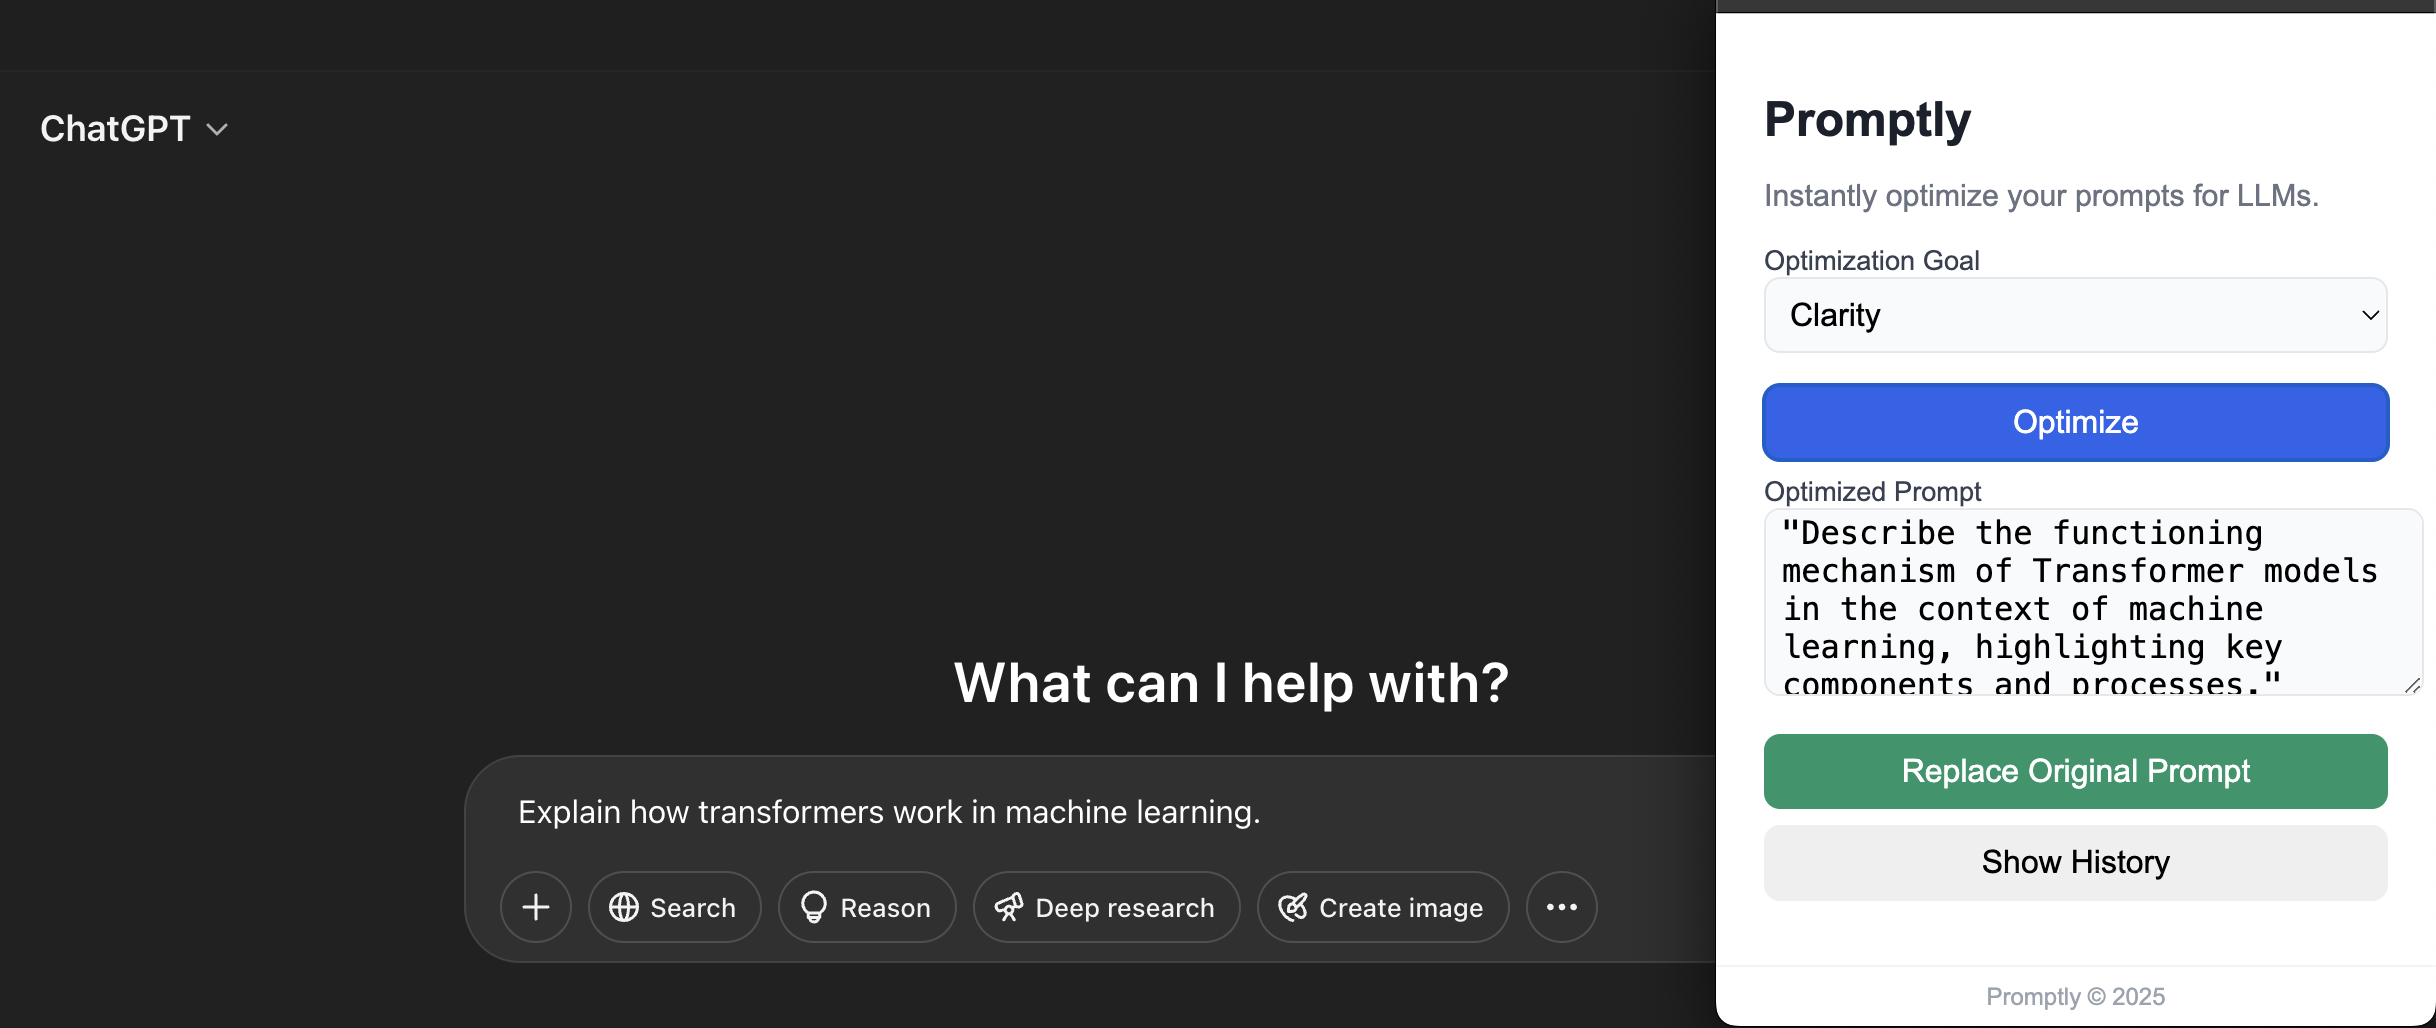 ChatGPT
What can I help with?
Explain how transformers work in machine learning.
Search
Reason
Deep research
Create image
Promptly
Instantly optimize your prompts for LLMs.
Optimization Goal
Clarity
Optimize
Optimized Prompt
"Describe the functioning
mechanism of Transformer models
in the context of machine
learning, highlighting key
components and processes."
Replace Original Prompt
Show History
Promptly © 2025